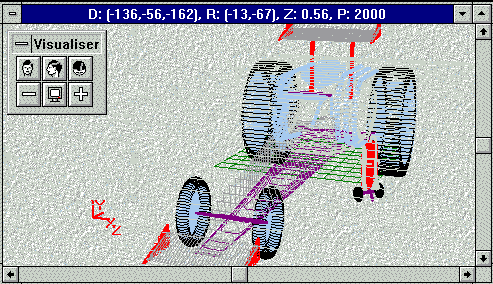 D: [-136,-56,-162], R: [-13,-67], Z: 0.56, P: 2000
Visualiser
Y
X
Z